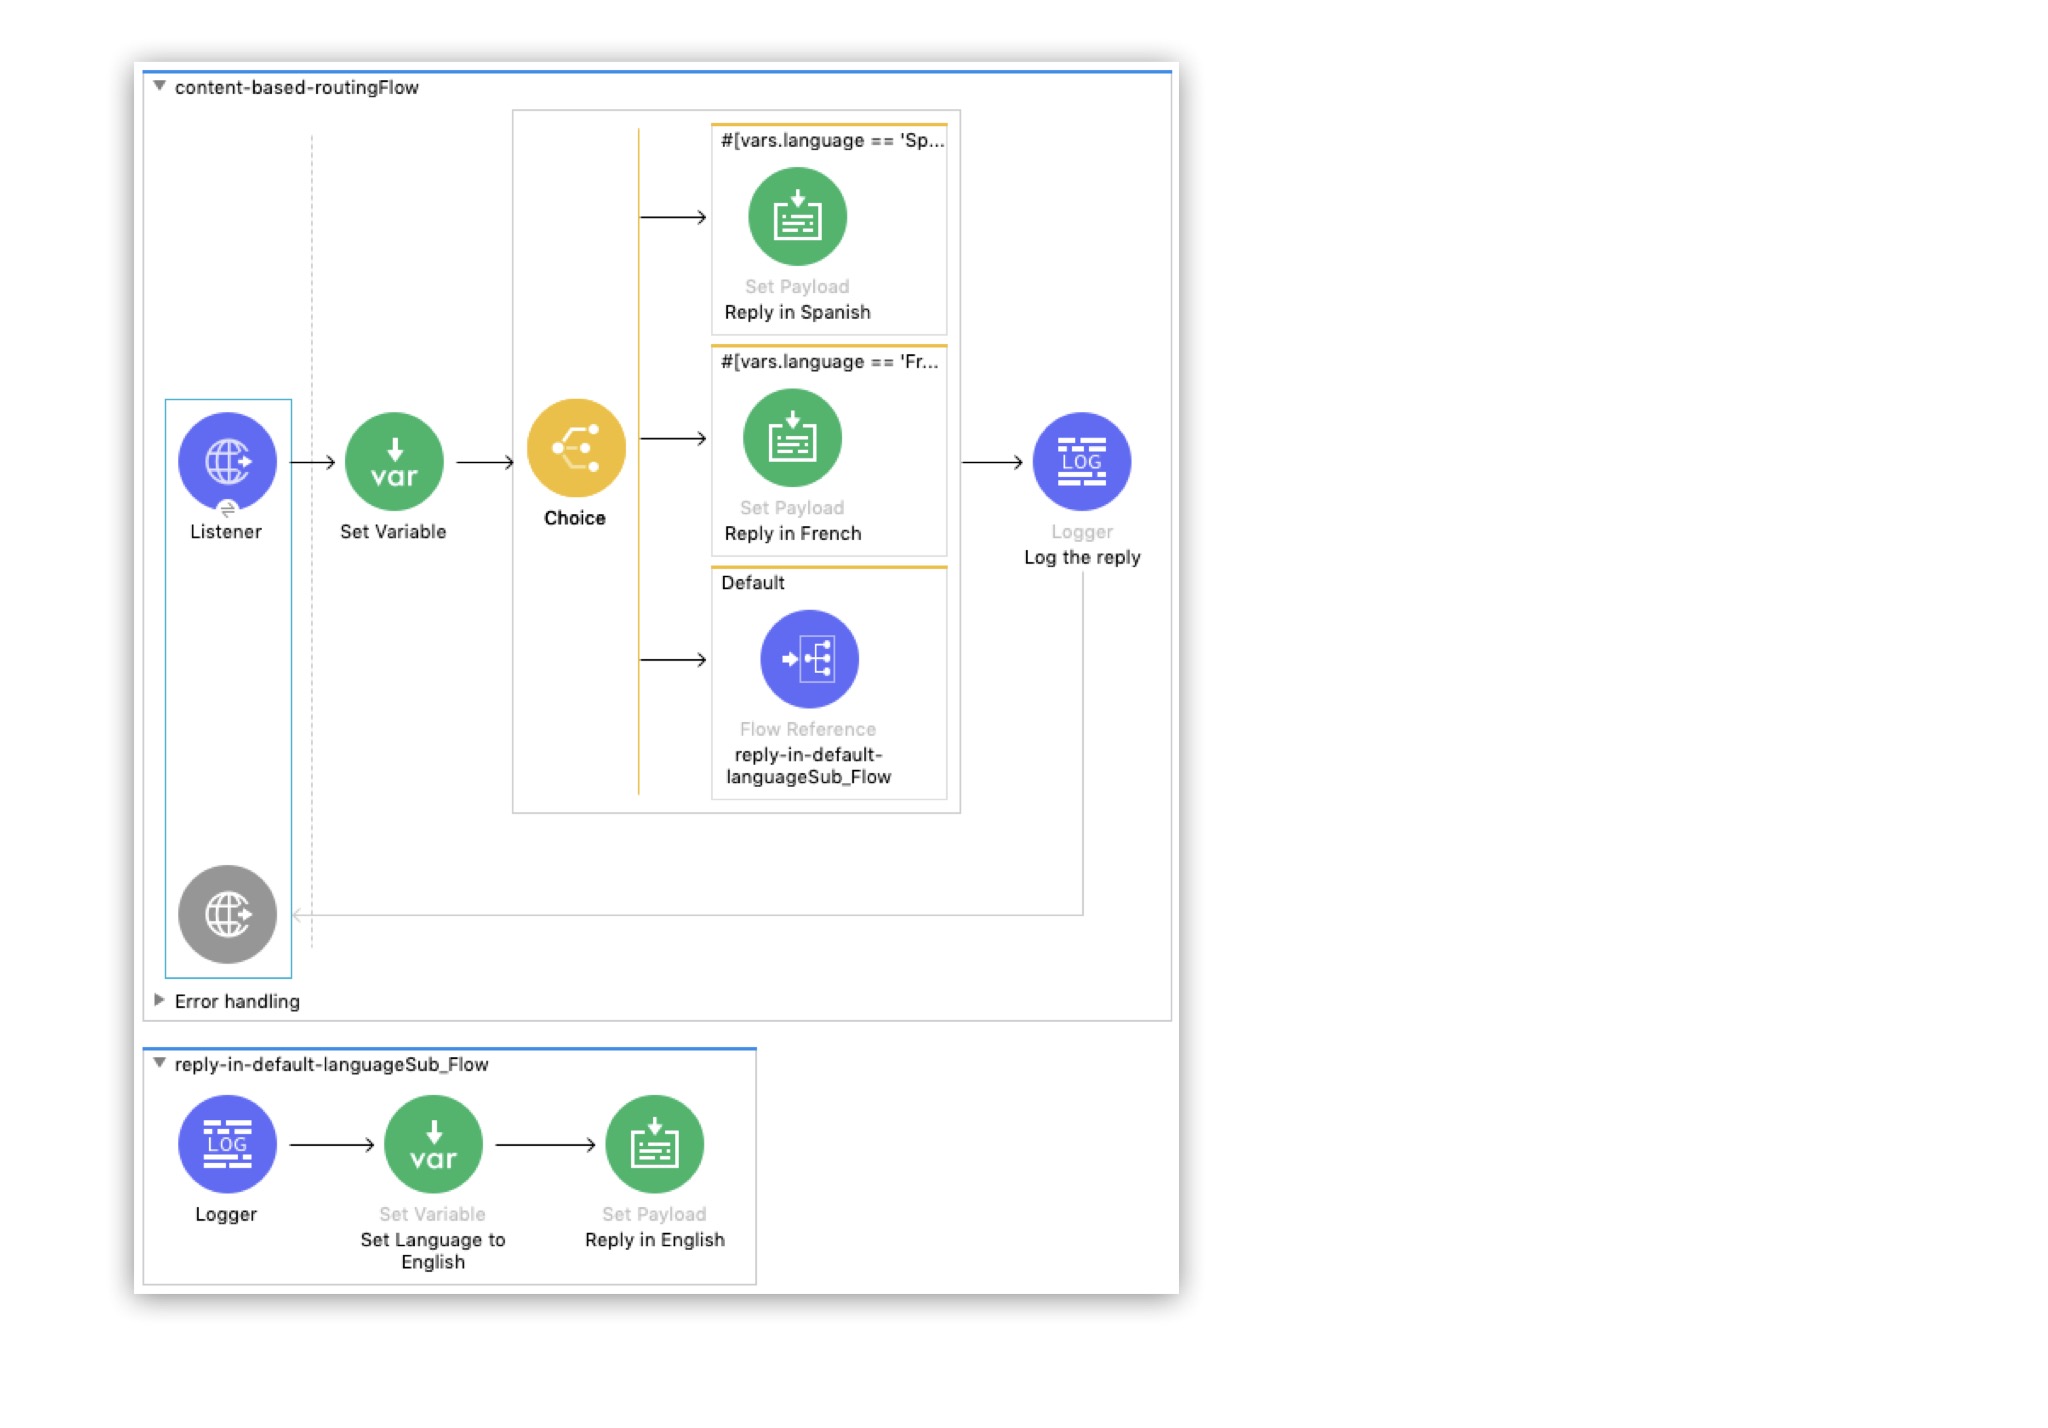 content-based-routingFlow
#[vars.language == 'Sp...
Set Payload
Reply in Spanish
#[vars.language == 'Fr...
Set Payload
Reply in French
Listener
var
Set Variable
Choice
LOG
Logger
Log the reply
Default
Flow Reference
reply-in-default-
languageSub_Flow
Error handling
reply-in-default-languageSub_Flow
LOG
Logger
var
Set Variable
Set Language to
English
Set Payload
Reply in English